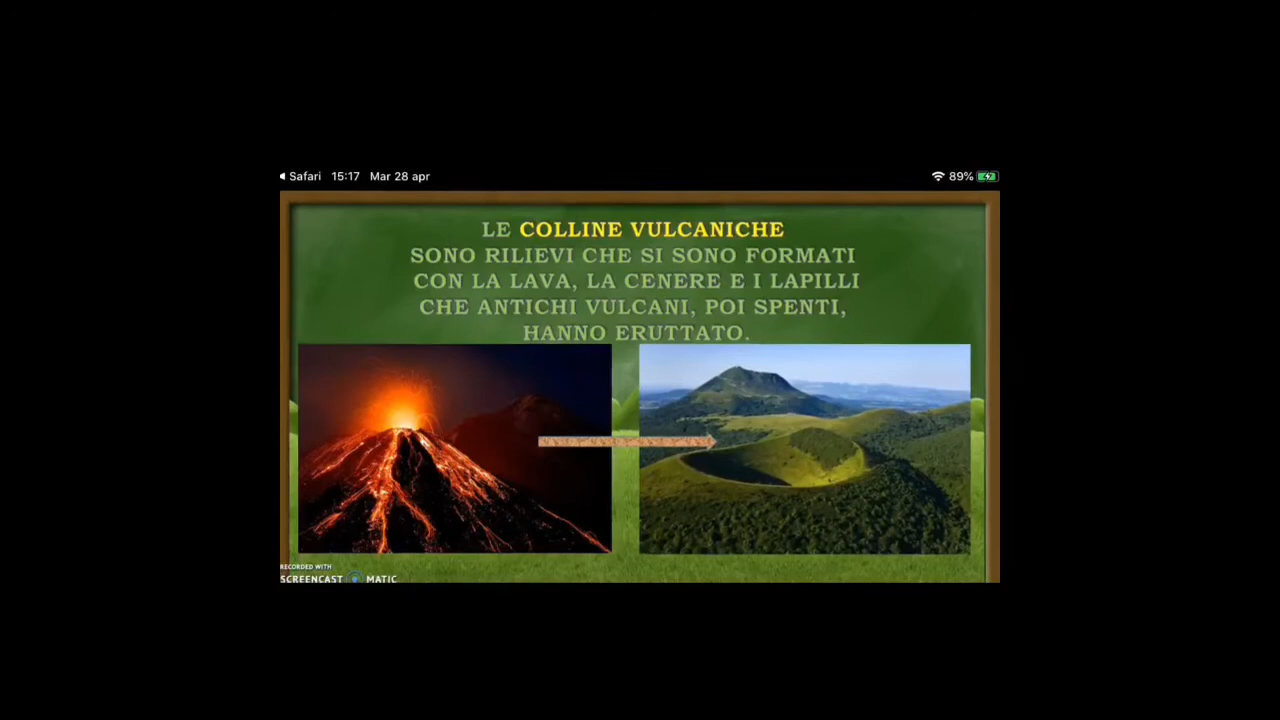 Safari 15:17 Mar 28 apr 89%
LE COLLINE VULCANICHE
SONO RILIEVI CHE SI SONO FORMATI
CON LA LAVA, LA CENERE E I LAPILLI
CHE ANTICHI VULCANI, POI SPENTI,
HANNO ERUTTATO.
RECORDED WITH
SCREENCAST MATIC